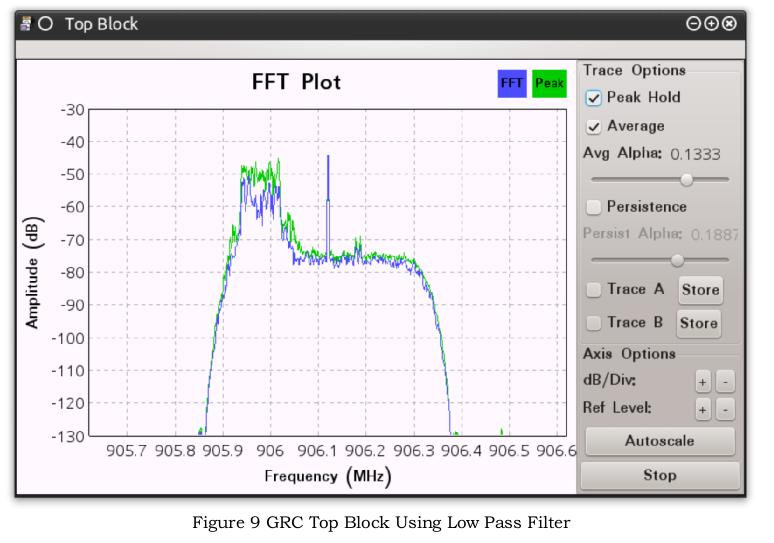 Top Block
FFT Plot
FFT Peak
Amplitude (dB)
-30
-40
-50
-60
-70
-80
-90
-100
-110
-120
-130
905.7 905.8 905.9 906 906.1 906.2 906.3 906.4 906.5 906.6
Frequency (MHz)
Trace Options
Peak Hold
Average
Avg Alpha: 0.1333
Persistence
Persist Alpha: 0.1887
Trace A Store
Trace B Store
Axis Options
dB/Div: + -
Ref Level: + -
Autoscale
Stop
Figure 9 GRC Top Block Using Low Pass Filter